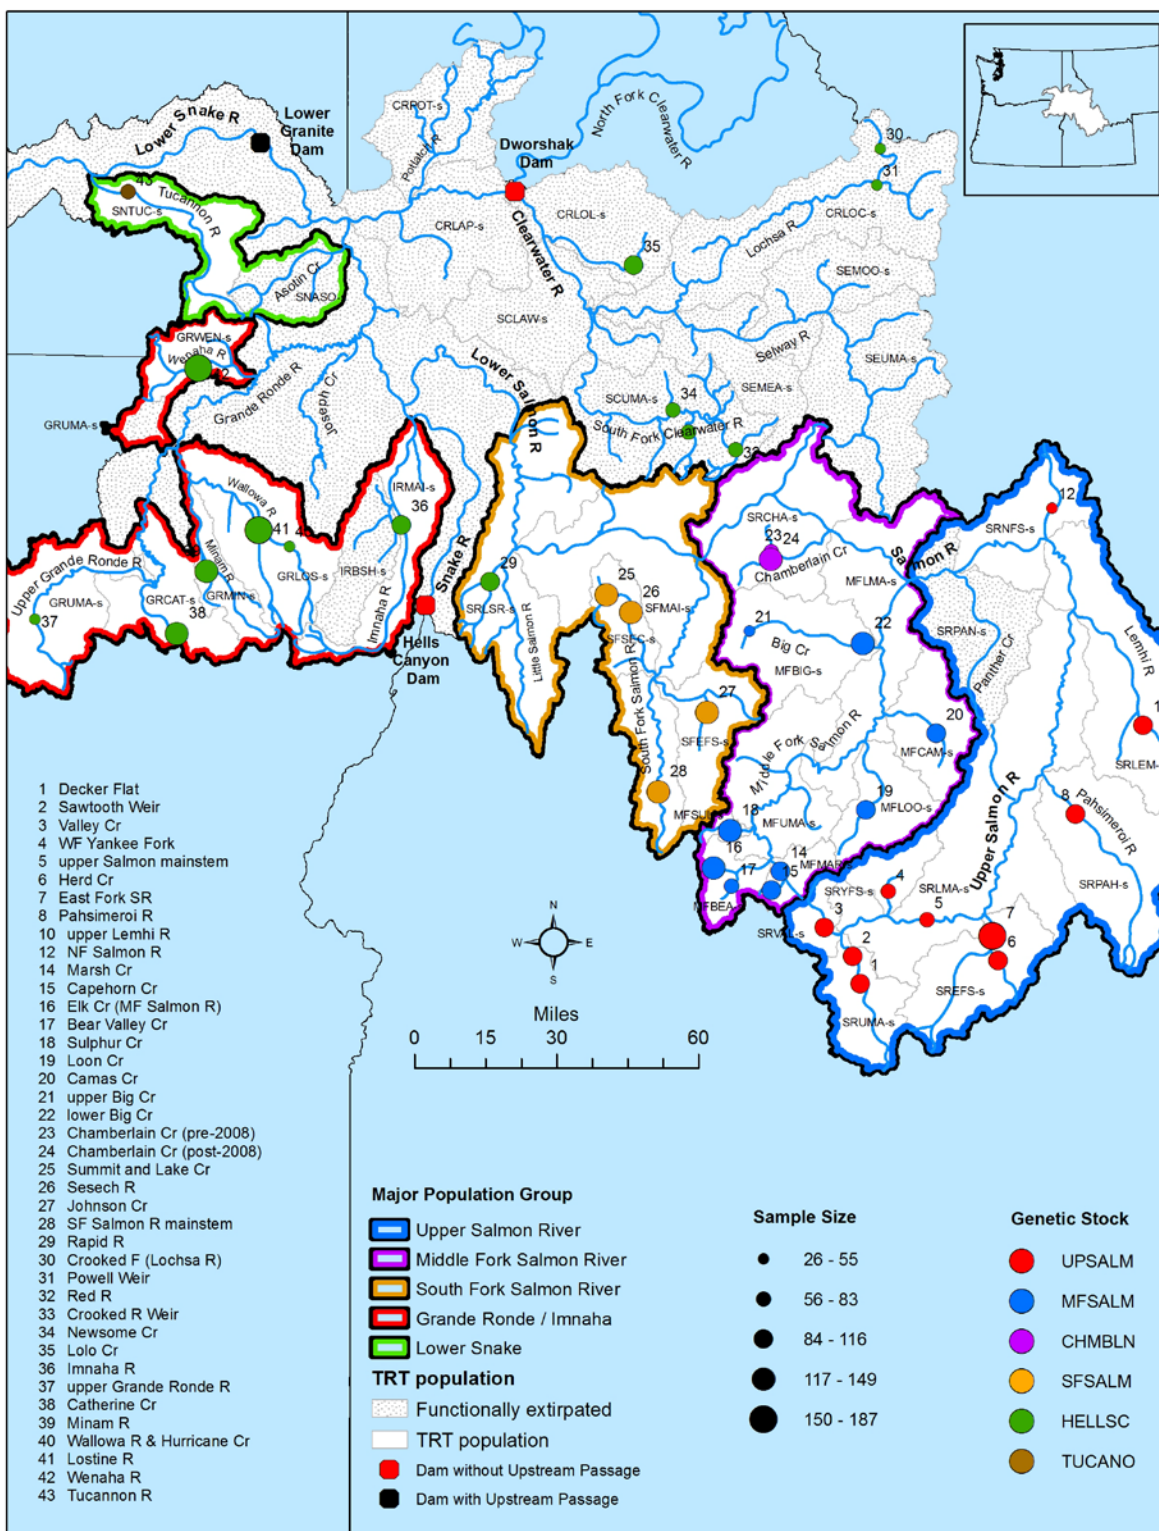 30
31
CRPOT-s
Potlatch R
North Fork Clearwater R
Lower Snake R
Lower
Granite
Dam
Dworshak
Dam
43
Tucannon R
SNTUC-s
CRLAP-s
Clearwater R
CRLOL-s
35
Lochsa R
CRLOC-s
Asotin Cr
SNASO
SEMOO-s
SCLAW-s
GRWEN-s
Wenaha R
Selway R
SEUMA-s
Lower Salmon R
Grande Ronde R
Joseph Cr
SCUMA-s
34
SEMEA-s
GRUMA-s
South Fork Clearwater R
33
IRMAI-s
36
Wallowa R
41
SRCHA-s
23
24
Chamberlain Cr
Salmon R
SRNFS-s
12
Upper Grande Ronde R
Minam R
GRLOS-s
IRBSH-s
Snake R
29
25
26
MFLMA-s
GRUMA-s
GRCAT-s
GRMIN-s
37
38
Imnaha R
SRLSR-s
SFMAI-s
21
22
SRPAN-s
Hells
Canyon
Dam
Little Salmon R
SFSEC-s
Big Cr
MFBIG-s
Panther Cr
Lemhi R
South Fork Salmon R
27
SFEFS-s
Middle Fork Salmon R
20
MFCAM-s
SRLEM-
28
18
19
MFLOO-s
Upper Salmon R
8
Pahsimeroi R
MFUMA-s
16
17
14
15
MFBEA-
SRYFS-s
4
SRLMA-s
SRPAH-s
3
5
7
2
6
1
SREFS-s
SRUMA-s
N
W
E
S
Miles
0 15 30 60
1 Decker Flat
2 Sawtooth Weir
3 Valley Cr
4 WF Yankee Fork
5 upper Salmon mainstem
6 Herd Cr
7 East Fork SR
8 Pahsimeroi R
10 upper Lemhi R
12 NF Salmon R
14 Marsh Cr
15 Capehorn Cr
16 Elk Cr (MF Salmon R)
17 Bear Valley Cr
18 Sulphur Cr
19 Loon Cr
20 Camas Cr
21 upper Big Cr
22 lower Big Cr
23 Chamberlain Cr (pre-2008)
24 Chamberlain Cr (post-2008)
25 Summit and Lake Cr
26 Sesech R
27 Johnson Cr
28 SF Salmon R mainstem
29 Rapid R
30 Crooked F (Lochsa R)
31 Powell Weir
32 Red R
33 Crooked R Weir
34 Newsome Cr
35 Lolo Cr
36 Imnaha R
37 upper Grande Ronde R
38 Catherine Cr
39 Minam R
40 Wallowa R & Hurricane Cr
41 Lostine R
42 Wenaha R
43 Tucannon R
Major Population Group
Upper Salmon River
Middle Fork Salmon River
South Fork Salmon River
Grande Ronde / Imnaha
Lower Snake
TRT population
Functionally extirpated
TRT population
Dam without Upstream Passage
Dam with Upstream Passage
Sample Size
26 - 55
56 - 83
84 - 116
117 - 149
150 - 187
Genetic Stock
UPSALM
MFSALM
CHMBLN
SFSALM
HELLSC
TUCANO